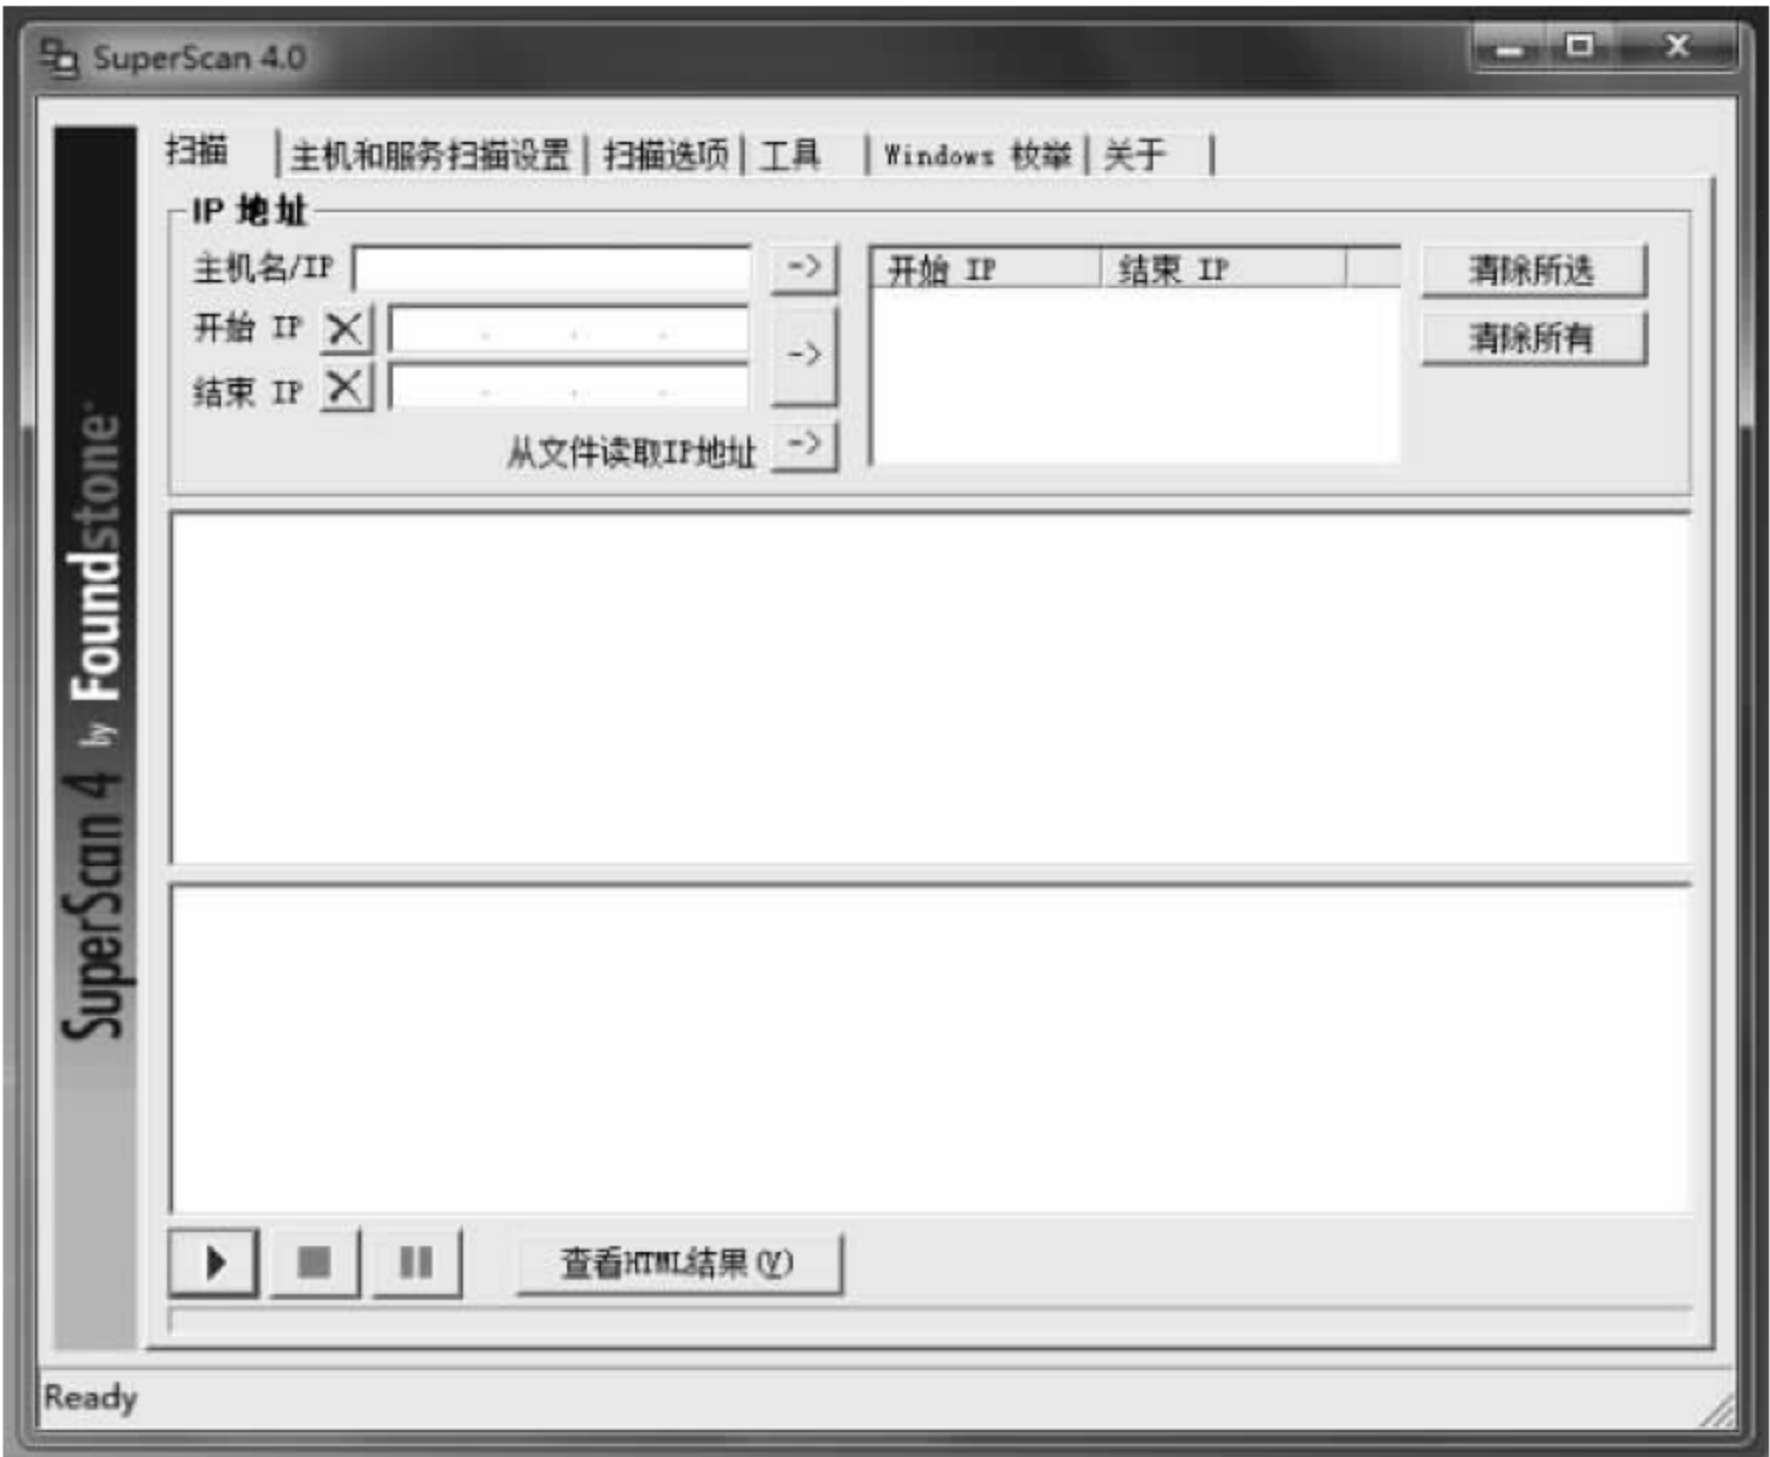 SuperScan 4.0
扫描 主机和服务扫描设置 扫描选项 工具 Windows 枚举 关于
IP 地址
主机名/IP -> 开始 IP 结束 IP 清除所选
开始 IP X . . . -> 清除所有
结束 IP X . . .
从文件读取IP地址 ->
SuperScan 4 by Foundstone
查看HTML结果(V)
Ready